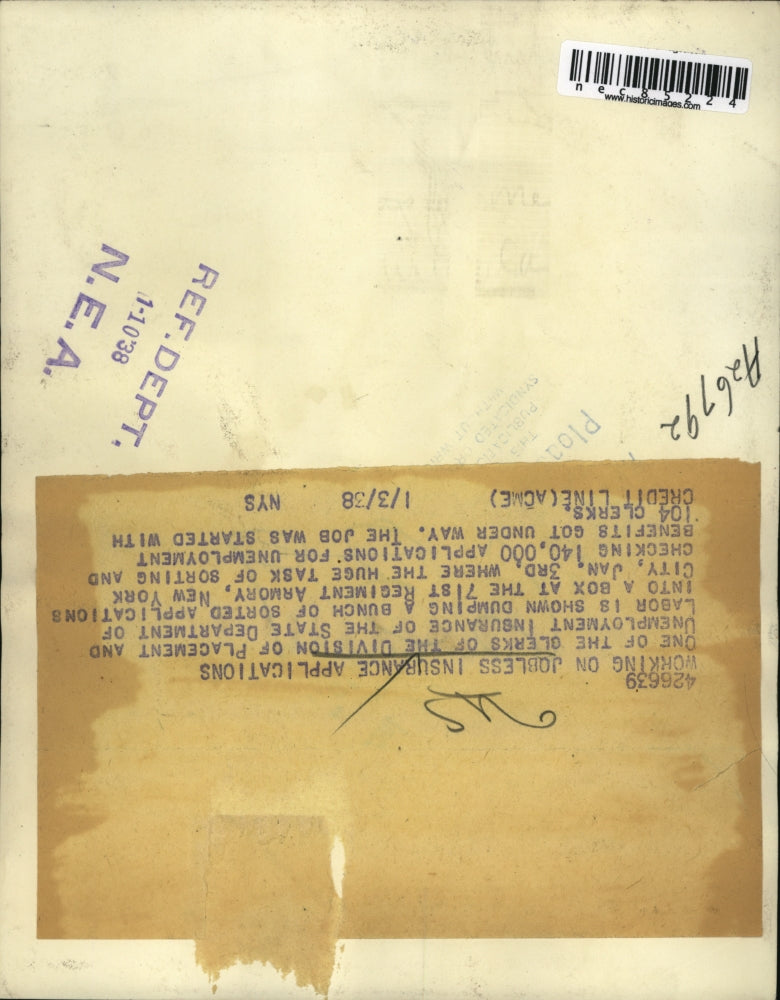 nec85224
www.historicimages.com
REF. DEPT.
1-10 38
N.E.A.
A26792
426639
WORKING ON JOBLESS INSURANCE APPLICATIONS
ONE OF THE CLERKS OF THE DIVISION OF PLACEMENT AND
UNEMPLOYMENT INSURANCE OF THE STATE DEPARTMENT OF
LABOR IS SHOWN DUMPING A BUNCH OF SORTED APPLICATIONS
INTO A BOX AT THE 71ST REGIMENT ARMORY, NEW YORK
CITY, JAN. 3RD, WHERE THE HUGE TASK OF SORTING AND
CHECKING 140,000 APPLICATIONS FOR UNEMPLOYMENT
BENEFITS GOT UNDER WAY. THE JOB WAS STARTED WITH
104 CLERKS.
CREDIT LINE (ACME) 1/3/38 NYS